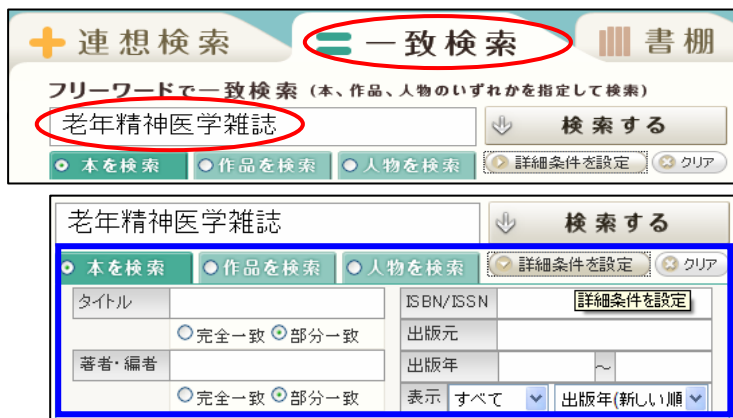 連想検索 一致検索 書棚
フリーワードで一致検索 (本、作品、人物のいずれかを指定して検索)
老年精神医学雑誌 検索する
本を検索 作品を検索 人物を検索 詳細条件を設定 クリア
老年精神医学雑誌 検索する
本を検索 作品を検索 人物を検索 詳細条件を設定 クリア
タイトル ISBN/ISSN 詳細条件を設定
完全一致 部分一致 出版元
著者・編者 出版年 ~
完全一致 部分一致 表示 すべて 出版年(新しい順